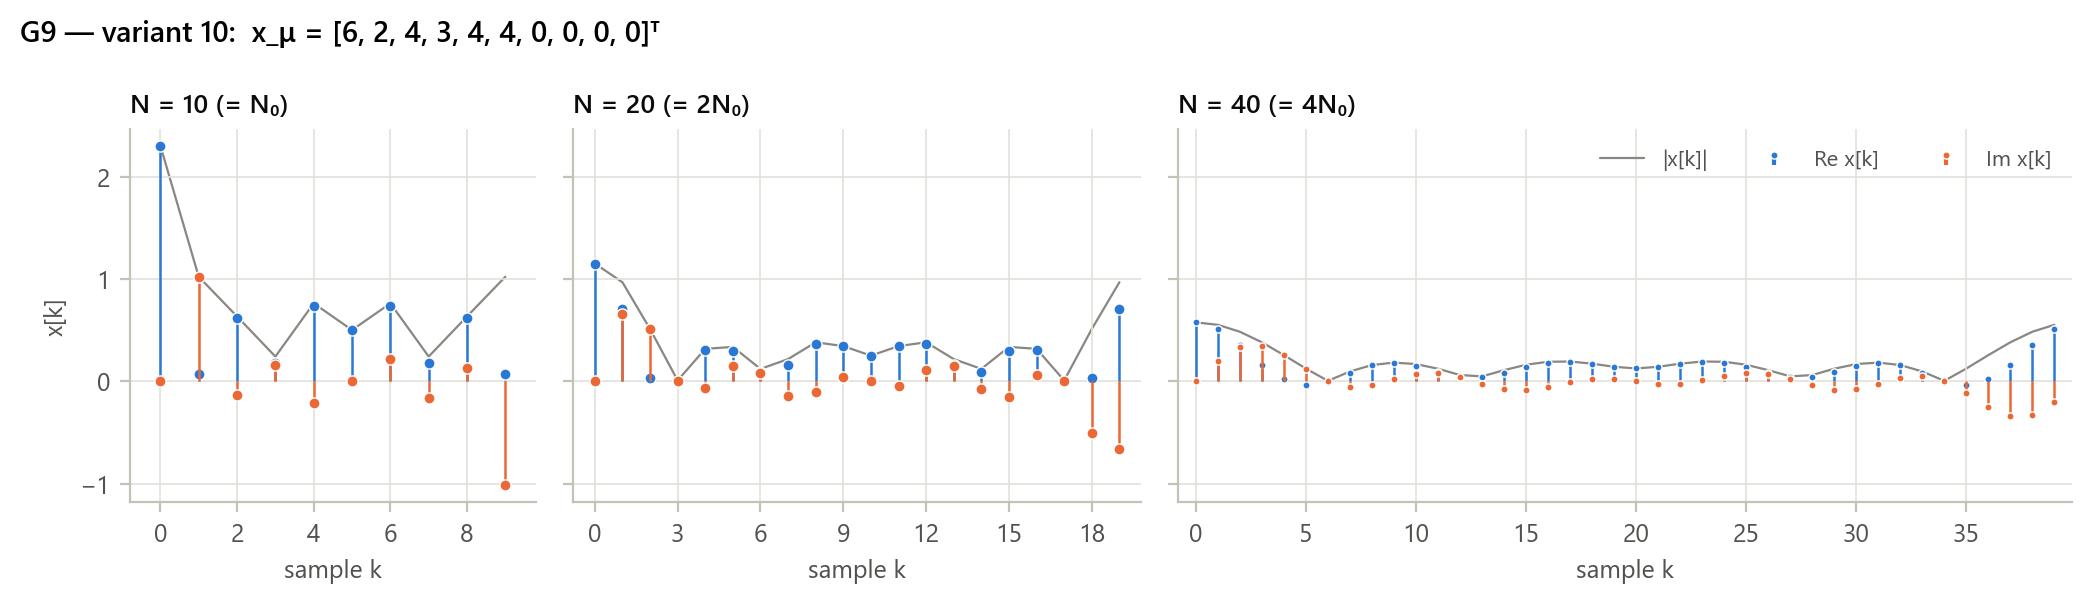 G9 — variant 10:  x_μ = [6, 2, 4, 3, 4, 4, 0, 0, 0, 0]ᵀ
N = 10 (= N₀)
N = 20 (= 2N₀)
N = 40 (= 4N₀)
|x[k]|
Re x[k]
Im x[k]
x[k]
2
1
0
−1
0 2 4 6 8
0 3 6 9 12 15 18
0 5 10 15 20 25 30 35
sample k
sample k
sample k